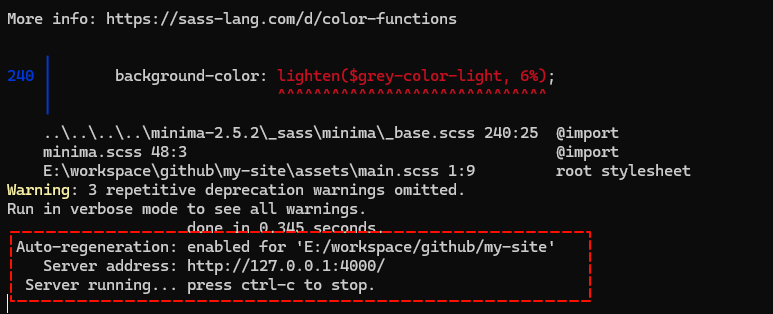 More info: https://sass-lang.com/d/color-functions
240 background-color: lighten($grey-color-light, 6%);
^^^^^^^^^^^^^^^^^^^^^^^^^^^^^^
..\..\..\..\minima-2.5.2\_sass\minima\_base.scss 240:25 @import
minima.scss 48:3 @import
E:\workspace\github\my-site\assets\main.scss 1:9 root stylesheet
Warning: 3 repetitive deprecation warnings omitted.
Run in verbose mode to see all warnings.
done in 0.345 seconds.
Auto-regeneration: enabled for 'E:/workspace/github/my-site'
Server address: http://127.0.0.1:4000/
Server running... press ctrl-c to stop.